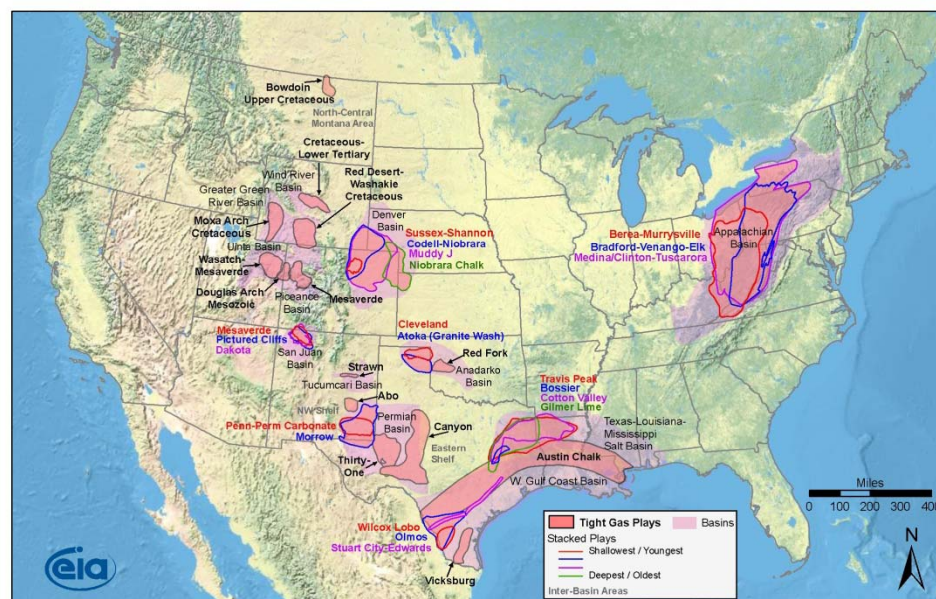 Bowdoin
Upper Cretaceous
North-Central
Montana Area
Cretaceous-
Lower Tertiary
Wind River
Basin
Red Desert-
Washakie
Cretaceous
Greater Green
River Basin
Moxa Arch
Cretaceous
Uinta Basin
Wasatch-
Mesaverde
Douglas Arch
Mesozoic
Piceance
Basin
Mesaverde
Denver
Basin
Sussex-Shannon
Codell-Niobrara
Muddy J
Niobrara Chalk
Berea-Murrysville
Bradford-Venango-Elk
Medina/Clinton-Tuscarora
Appalachian
Basin
Mesaverde
Pictured Cliffs
Dakota
San Juan
Basin
Cleveland
Atoka (Granite Wash)
Red Fork
Anadarko
Basin
Strawn
Tucumcari Basin
Abo
NW Shelf
Permian
Basin
Penn-Perm Carbonate
Morrow
Canyon
Eastern
Shelf
Thirty-
One
Travis Peak
Bossier
Cotton Valley
Gilmer Lime
Texas-Louisiana-
Mississippi
Salt Basin
Austin Chalk
W. Gulf Coast Basin
Wilcox Lobo
Olmos
Stuart City-Edwards
Vicksburg
Miles
0 100 200 300 400
N
Tight Gas Plays
Basins
Stacked Plays
Shallowest / Youngest
Deepest / Oldest
Inter-Basin Areas
eia